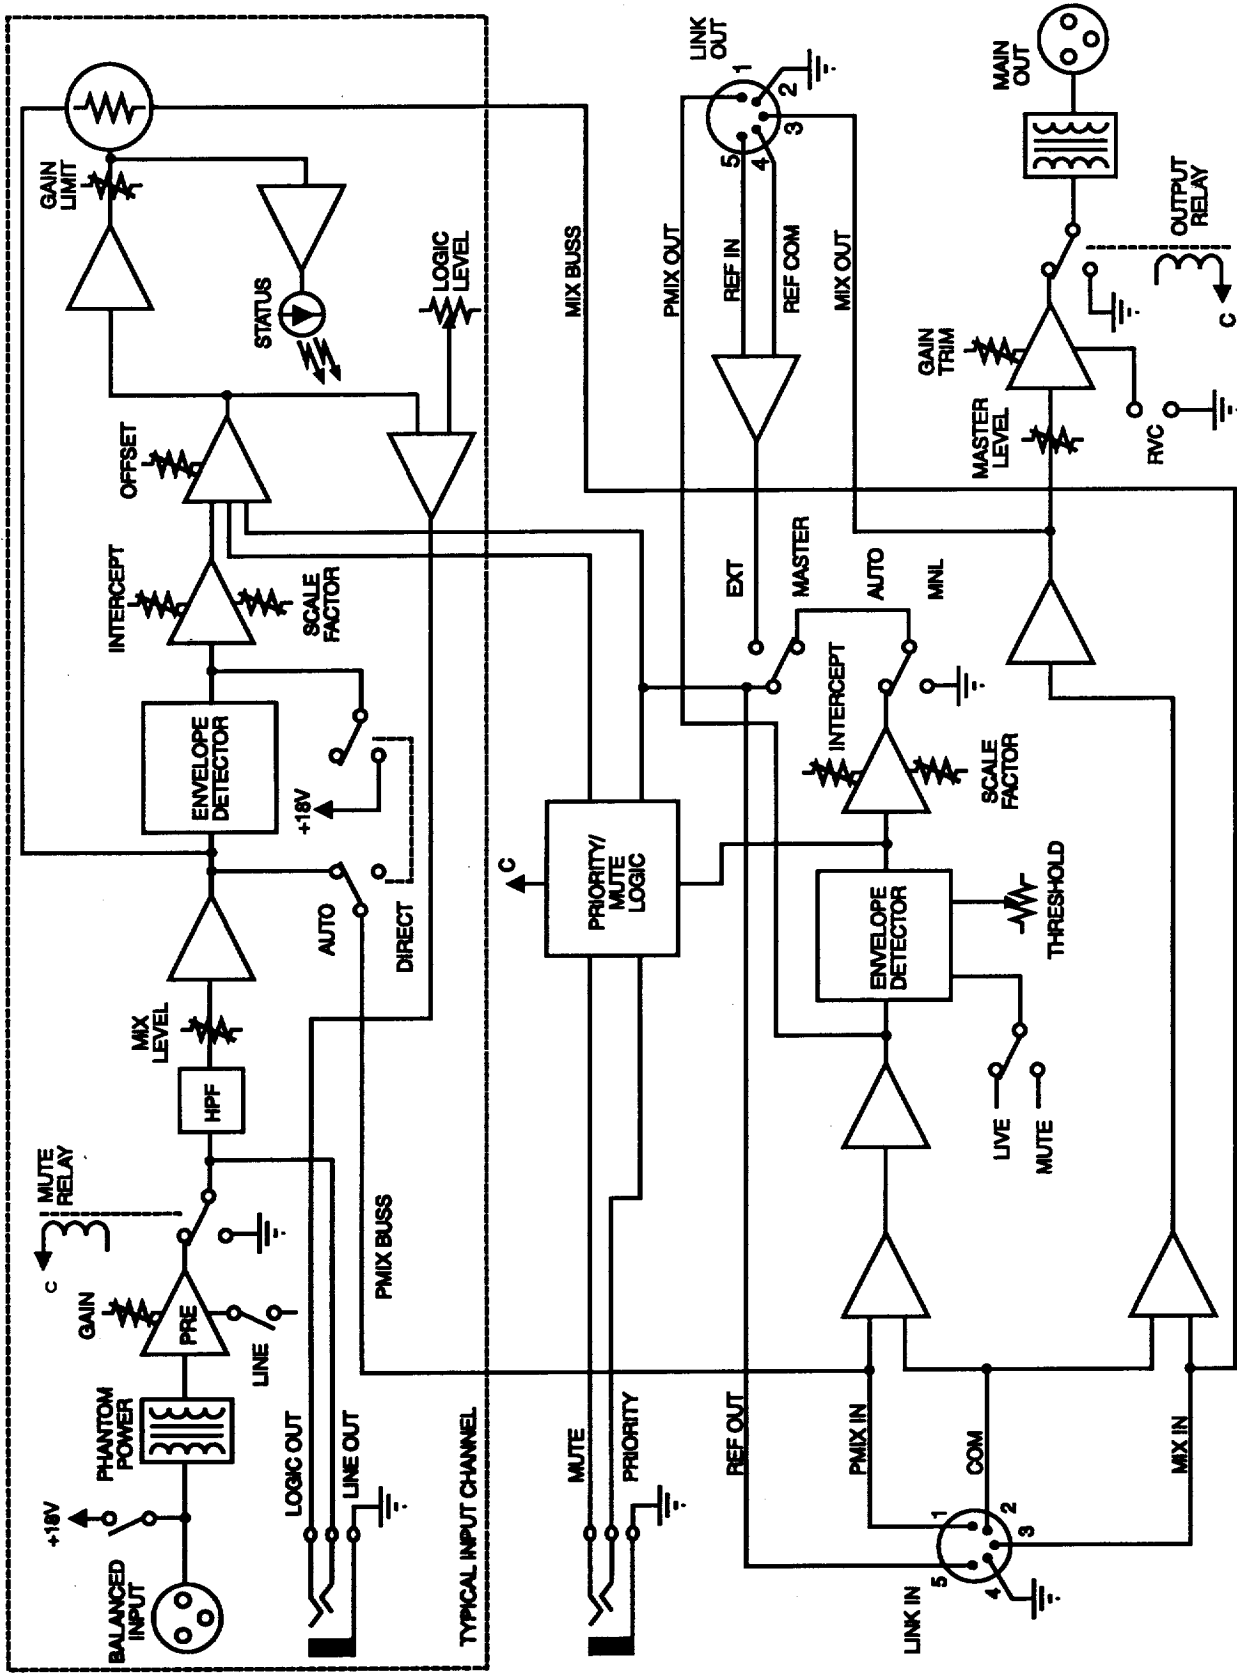 BALANCED
INPUT
+18V
PHANTOM
POWER
GAIN
PRE
LINE
C
MUTE
RELAY
HPF
MIX
LEVEL
AUTO
DIRECT
ENVELOPE
DETECTOR
+18V
INTERCEPT
SCALE
FACTOR
OFFSET
STATUS
GAIN
LIMIT
LOGIC
LEVEL
LOGIC OUT
LINE OUT
TYPICAL INPUT CHANNEL
PMIX BUSS
MIX BUSS
MUTE
PRIORITY
C
PRIORITY/
MUTE
LOGIC
LINK
OUT
1
2
3
4
5
PMIX OUT
REF IN
REF COM
MIX OUT
EXT
MASTER
AUTO
MNL
INTERCEPT
SCALE
FACTOR
ENVELOPE
DETECTOR
THRESHOLD
LIVE
MUTE
REF OUT
PMIX IN
COM
MIX IN
LINK IN
1
2
3
4
5
MASTER
LEVEL
GAIN
TRIM
RVC
OUTPUT
RELAY
C
MAIN
OUT